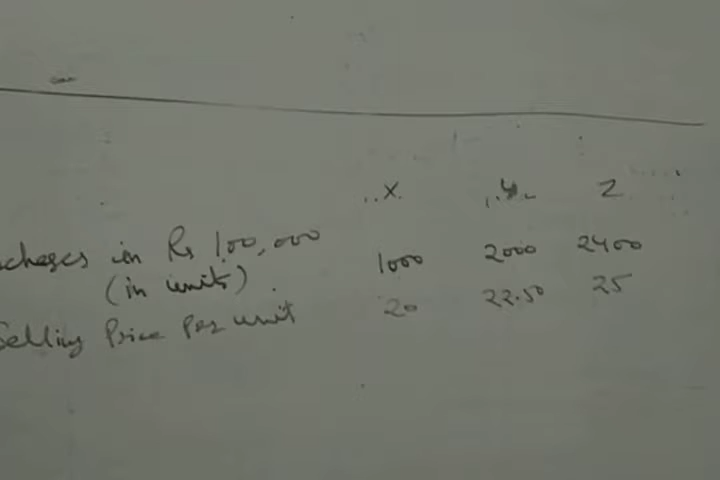 X Y Z
chases in Rs 100,000 1000 2000 2400
(in units)
Selling Price Per unit 20 22.50 25